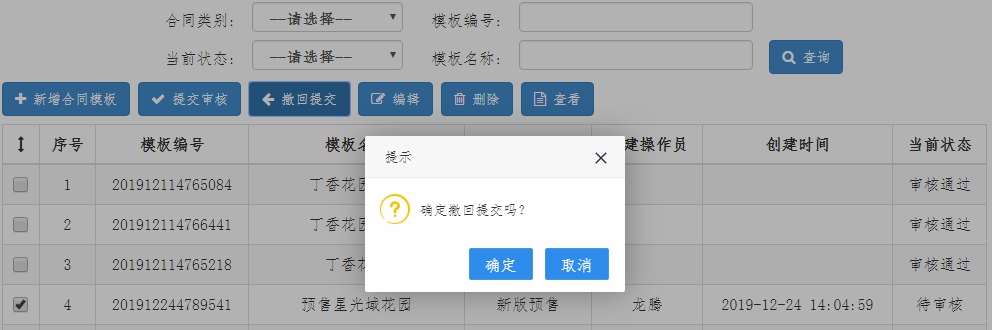 合同类别： --请选择-- 模板编号：
当前状态： --请选择-- 模板名称： 查询
新增合同模板 提交审核 撤回提交 编辑 删除 查看
序号 模板编号 模板名 建操作员 创建时间 当前状态
提示
1 201912114765084 丁香花园 审核通过
确定撤回提交吗？
2 201912114766441 丁香花园 审核通过
确定 取消
3 201912114765218 丁香花 审核通过
4 201912244789541 预售星光域花园 新版预售 龙腾 2019-12-24 14:04:59 待审核